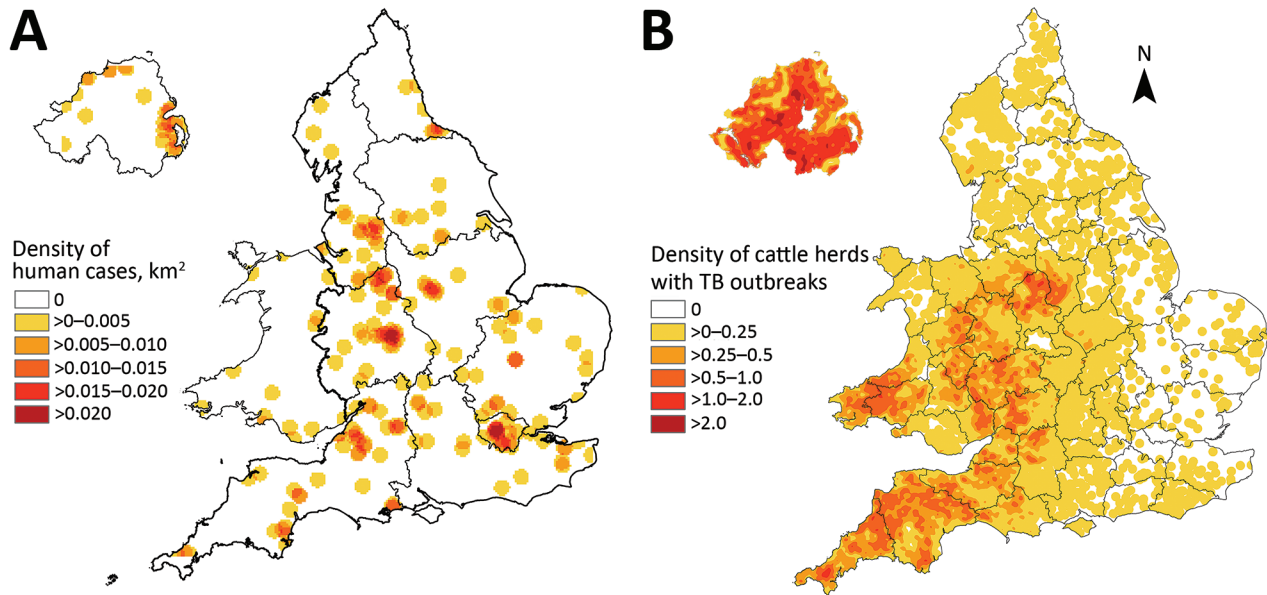 A
Density of
human cases, km²
0
>0–0.005
>0.005–0.010
>0.010–0.015
>0.015–0.020
>0.020
B
N
Density of cattle herds
with TB outbreaks
0
>0–0.25
>0.25–0.5
>0.5–1.0
>1.0–2.0
>2.0